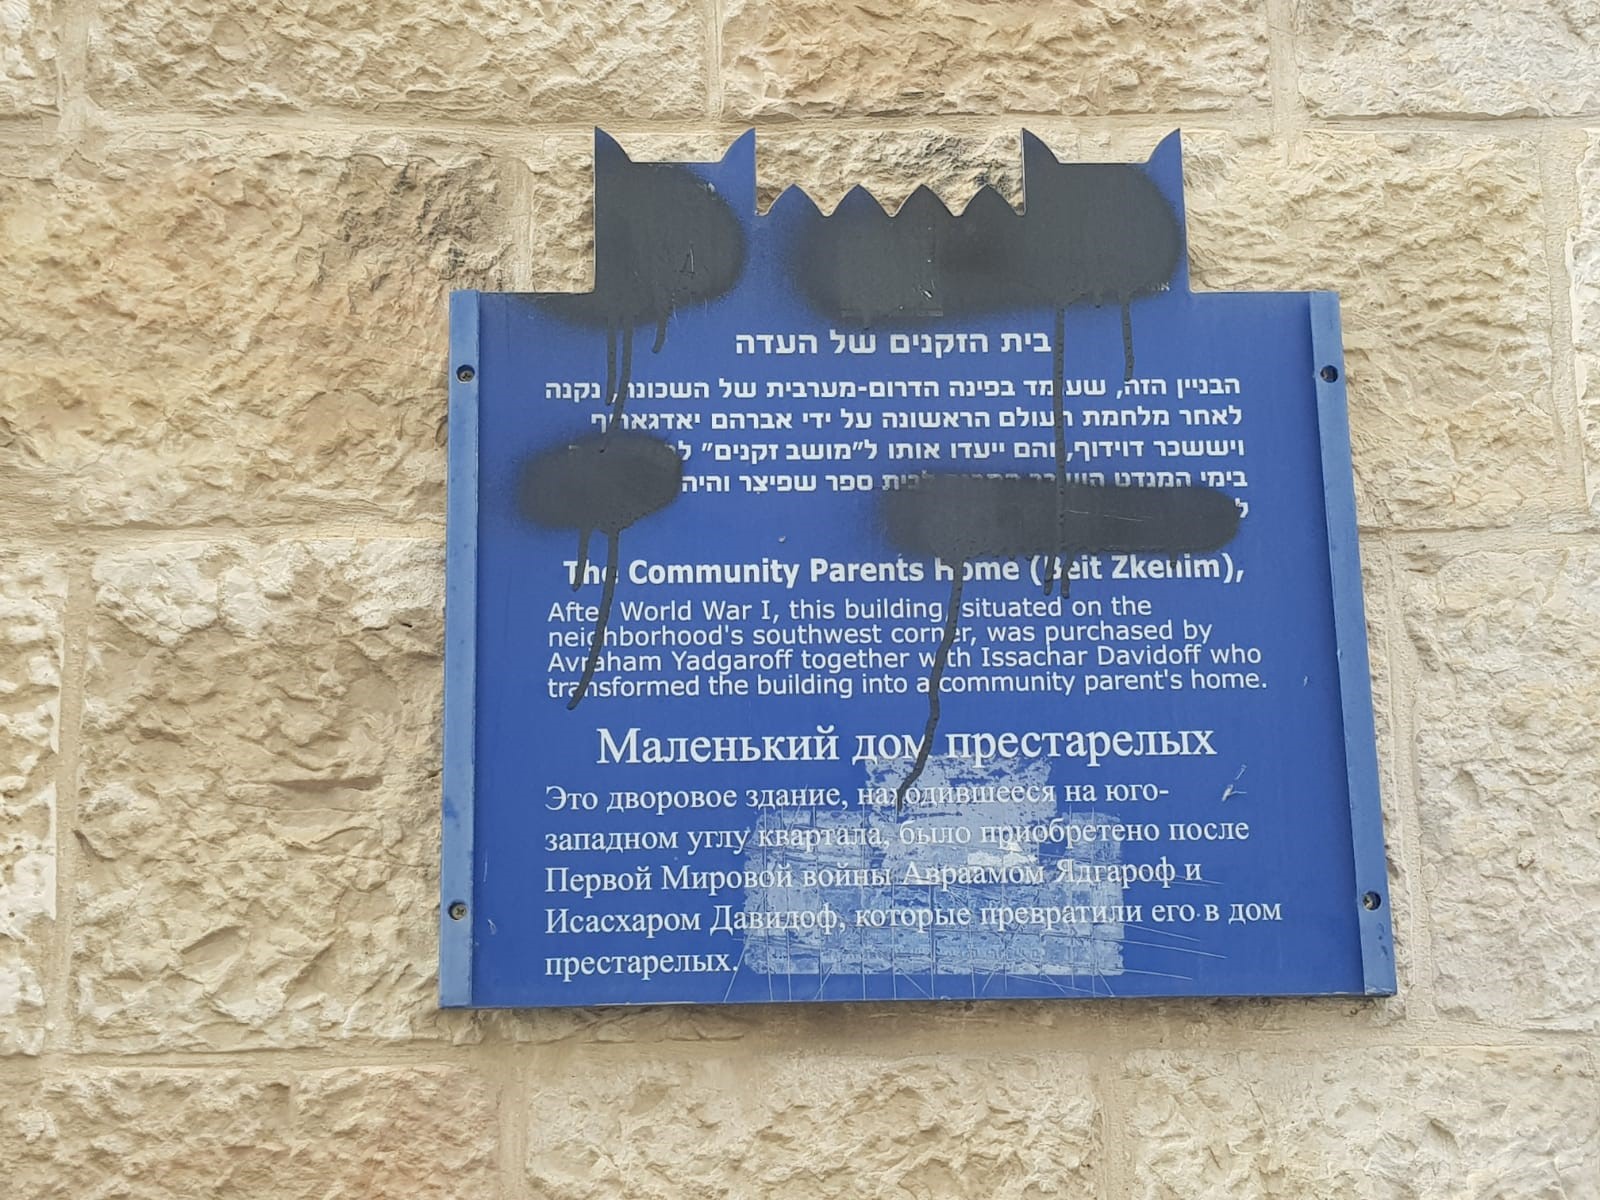 בית הזקנים של העדה
הבניין הזה, שעומד בפינה הדרום-מערבית של השכונה, נקנה
לאחר מלחמת העולם הראשונה על ידי אברהם יאדגארוף
ויששכר דוידוף, והם ייעדו אותו ל"מושב זקנים"
בימי המנדט ספר שפיצר והיה
The Community Parents Home (Beit Zkenim),
After World War I, this building, situated on the
neighborhood's southwest corner, was purchased by
Avraham Yadgaroff together with Issachar Davidoff who
transformed the building into a community parent's home.
Маленький дом престарелых
Это дворовое здание, находившееся на юго-
западном углу квартала, было приобретено после
Первой Мировой войны Авраамом Ядгароф и
Исасхаром Давидоф, которые превратили его в дом
престарелых.